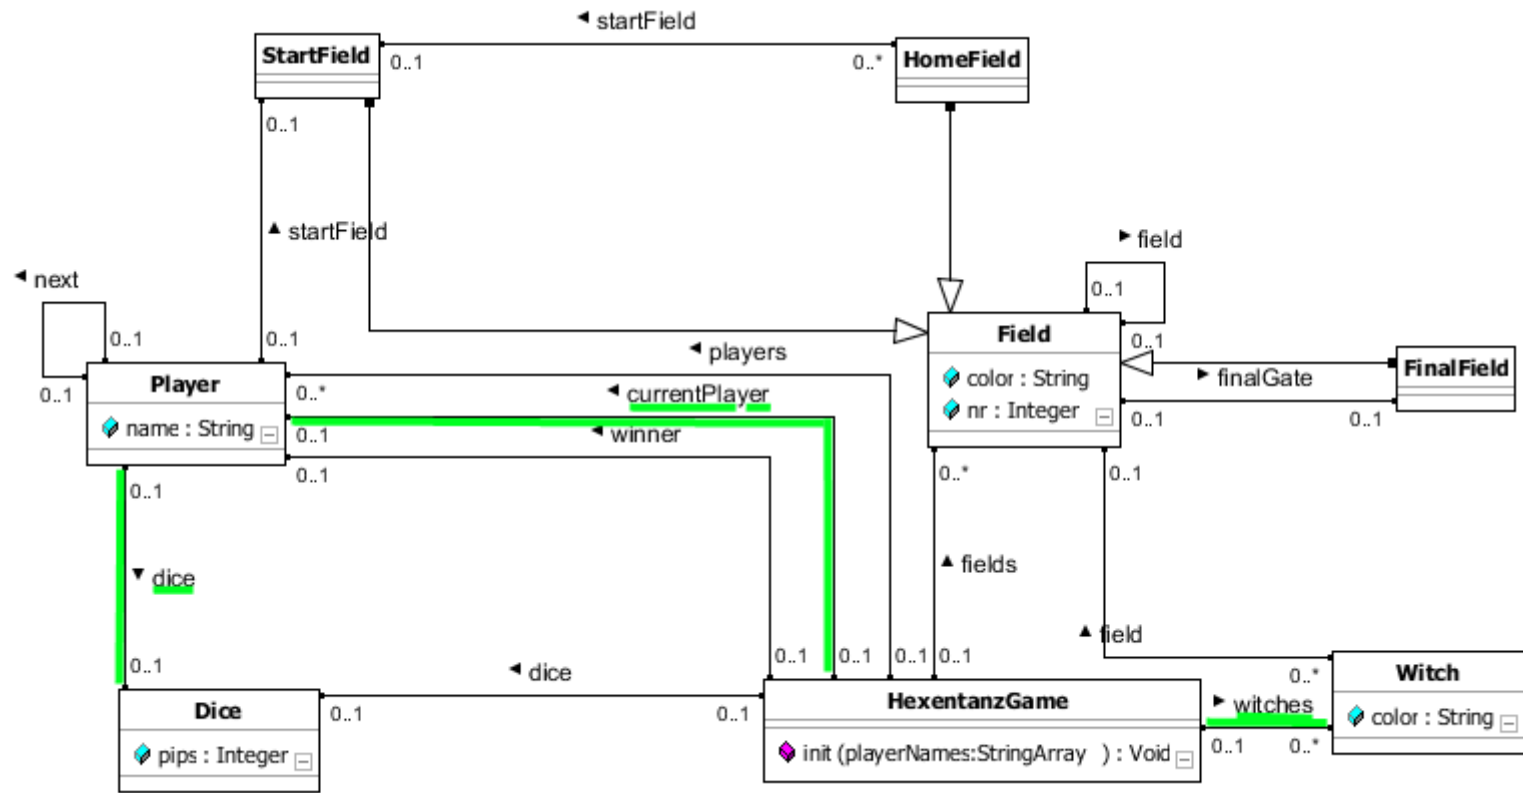 ◄ startField
StartField
0..1
0..*
HomeField
0..1
▲ startField
► field
◄ next
0..1
0..1
0..1
0..1
◄ players
Field
0..1
color : String
nr : Integer
► finalGate
FinalField
0..1
0..1
Player
name : String
0..*
◄ currentPlayer
0..1
◄ winner
0..1
0..1
0..*
0..1
▼ dice
▲ fields
▲ field
0..1
0..1
0..1
0..1
0..1
0..*
◄ dice
Witch
color : String
Dice
pips : Integer
0..1
0..1
HexentanzGame
init (playerNames:StringArray ) : Void
► witches
0..1
0..*